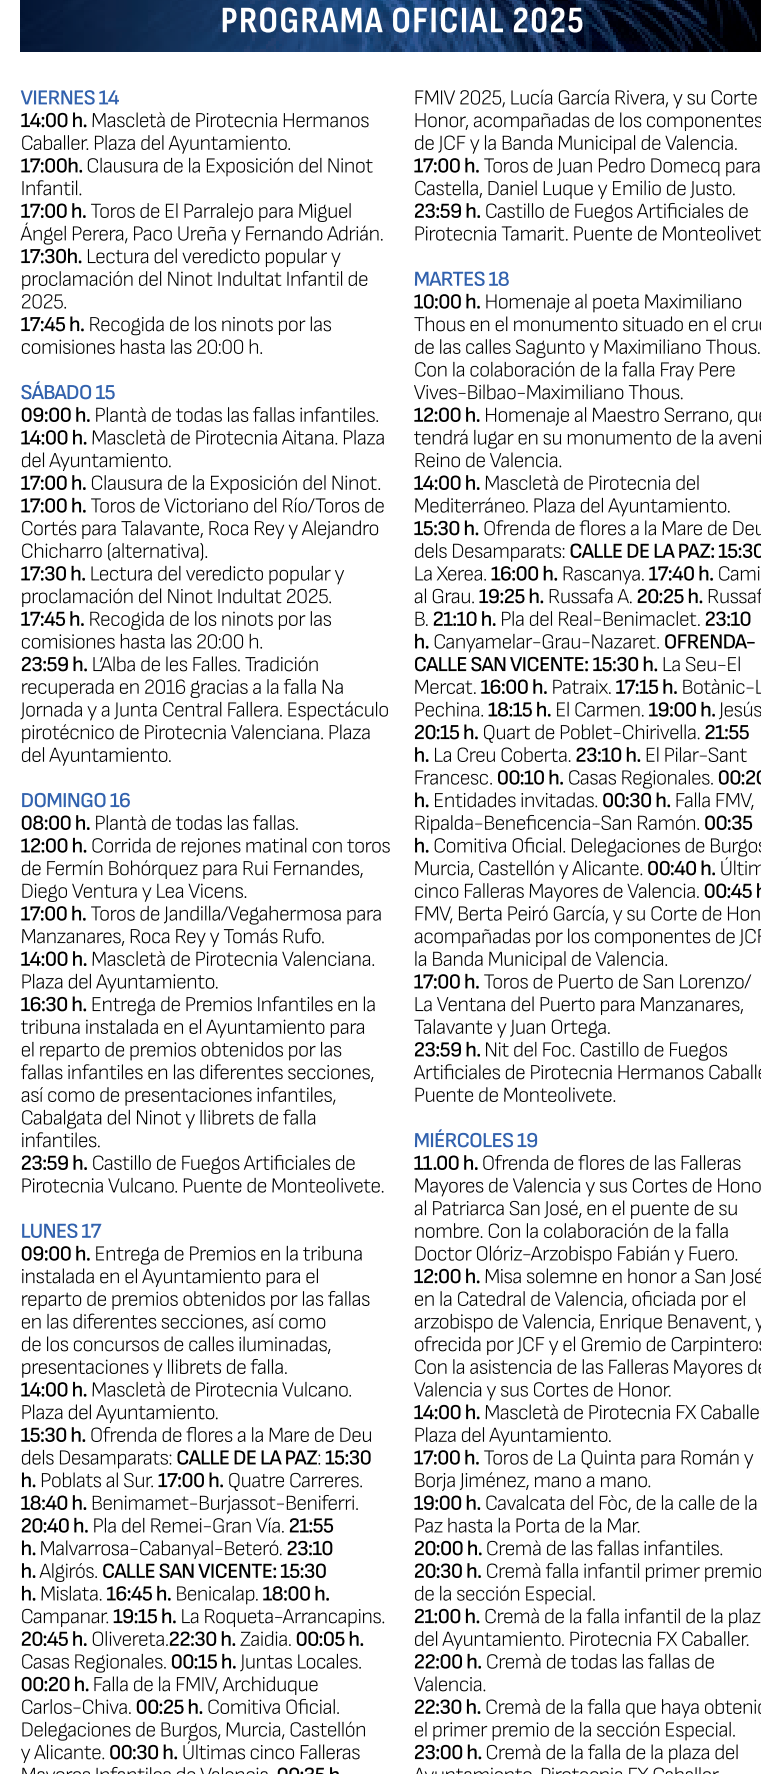 PROGRAMA OFICIAL 2025
VIERNES 14
14:00 h. Mascletà de Pirotecnia Hermanos
Caballer. Plaza del Ayuntamiento.
17:00h. Clausura de la Exposición del Ninot
Infantil.
17:00 h. Toros de El Parralejo para Miguel
Ángel Perera, Paco Ureña y Fernando Adrián.
17:30h. Lectura del veredicto popular y
proclamación del Ninot Indultat Infantil de
2025.
17:45 h. Recogida de los ninots por las
comisiones hasta las 20:00 h.
SÁBADO 15
09:00 h. Plantà de todas las fallas infantiles.
14:00 h. Mascletà de Pirotecnia Aitana. Plaza
del Ayuntamiento.
17:00 h. Clausura de la Exposición del Ninot.
17:00 h. Toros de Victoriano del Río/Toros de
Cortés para Talavante, Roca Rey y Alejandro
Chicharro (alternativa).
17:30 h. Lectura del veredicto popular y
proclamación del Ninot Indultat 2025.
17:45 h. Recogida de los ninots por las
comisiones hasta las 20:00 h.
23:59 h. L'Alba de les Falles. Tradición
recuperada en 2016 gracias a la falla Na
Jornada y a Junta Central Fallera. Espectáculo
pirotécnico de Pirotecnia Valenciana. Plaza
del Ayuntamiento.
DOMINGO 16
08:00 h. Plantà de todas las fallas.
12:00 h. Corrida de rejones matinal con toros
de Fermín Bohórquez para Rui Fernandes,
Diego Ventura y Lea Vicens.
17:00 h. Toros de Jandilla/Vegahermosa para
Manzanares, Roca Rey y Tomás Rufo.
14:00 h. Mascletà de Pirotecnia Valenciana.
Plaza del Ayuntamiento.
16:30 h. Entrega de Premios Infantiles en la
tribuna instalada en el Ayuntamiento para
el reparto de premios obtenidos por las
fallas infantiles en las diferentes secciones,
así como de presentaciones infantiles,
Cabalgata del Ninot y llibrets de falla
infantiles.
23:59 h. Castillo de Fuegos Artificiales de
Pirotecnia Vulcano. Puente de Monteolivete.
LUNES 17
09:00 h. Entrega de Premios en la tribuna
instalada en el Ayuntamiento para el
reparto de premios obtenidos por las fallas
en las diferentes secciones, así como
de los concursos de calles iluminadas,
presentaciones y llibrets de falla.
14:00 h. Mascletà de Pirotecnia Vulcano.
Plaza del Ayuntamiento.
15:30 h. Ofrenda de flores a la Mare de Deu
dels Desamparats: CALLE DE LA PAZ: 15:30
h. Poblats al Sur. 17:00 h. Quatre Carreres.
18:40 h. Benimamet-Burjassot-Beniferri.
20:40 h. Pla del Remei-Gran Vía. 21:55
h. Malvarrosa-Cabanyal-Beteró. 23:10
h. Algirós. CALLE SAN VICENTE: 15:30
h. Mislata. 16:45 h. Benicalap. 18:00 h.
Campanar. 19:15 h. La Roqueta-Arrancapins.
20:45 h. Olivereta.22:30 h. Zaidia. 00:05 h.
Casas Regionales. 00:15 h. Juntas Locales.
00:20 h. Falla de la FMIV, Archiduque
Carlos-Chiva. 00:25 h. Comitiva Oficial.
Delegaciones de Burgos, Murcia, Castellón
y Alicante. 00:30 h. Últimas cinco Falleras
Mayores Infantiles de Valencia. 00:35 h.
FMIV 2025, Lucía García Rivera, y su Corte
Honor, acompañadas de los componentes
de JCF y la Banda Municipal de Valencia.
17:00 h. Toros de Juan Pedro Domecq para
Castella, Daniel Luque y Emilio de Justo.
23:59 h. Castillo de Fuegos Artificiales de
Pirotecnia Tamarit. Puente de Monteolivet
MARTES 18
10:00 h. Homenaje al poeta Maximiliano
Thous en el monumento situado en el cru
de las calles Sagunto y Maximiliano Thous.
Con la colaboración de la falla Fray Pere
Vives-Bilbao-Maximiliano Thous.
12:00 h. Homenaje al Maestro Serrano, que
tendrá lugar en su monumento de la aveni
Reino de Valencia.
14:00 h. Mascletà de Pirotecnia del
Mediterráneo. Plaza del Ayuntamiento.
15:30 h. Ofrenda de flores a la Mare de Deu
dels Desamparats: CALLE DE LA PAZ: 15:30
La Xerea. 16:00 h. Rascanya. 17:40 h. Cami
al Grau. 19:25 h. Russafa A. 20:25 h. Russaf
B. 21:10 h. Pla del Real-Benimaclet. 23:10
h. Canyamelar-Grau-Nazaret. OFRENDA-
CALLE SAN VICENTE: 15:30 h. La Seu-El
Mercat. 16:00 h. Patraix. 17:15 h. Botànic-L
Pechina. 18:15 h. El Carmen. 19:00 h. Jesús
20:15 h. Quart de Poblet-Chirivella. 21:55
h. La Creu Coberta. 23:10 h. El Pilar-Sant
Francesc. 00:10 h. Casas Regionales. 00:20
h. Entidades invitadas. 00:30 h. Falla FMV,
Ripalda-Beneficencia-San Ramón. 00:35
h. Comitiva Oficial. Delegaciones de Burgos
Murcia, Castellón y Alicante. 00:40 h. Últim
cinco Falleras Mayores de Valencia. 00:45 h
FMV, Berta Peiró García, y su Corte de Hon
acompañadas por los componentes de JCF
la Banda Municipal de Valencia.
17:00 h. Toros de Puerto de San Lorenzo/
La Ventana del Puerto para Manzanares,
Talavante y Juan Ortega.
23:59 h. Nit del Foc. Castillo de Fuegos
Artificiales de Pirotecnia Hermanos Caballe
Puente de Monteolivete.
MIÉRCOLES 19
11.00 h. Ofrenda de flores de las Falleras
Mayores de Valencia y sus Cortes de Hono
al Patriarca San José, en el puente de su
nombre. Con la colaboración de la falla
Doctor Olóriz-Arzobispo Fabián y Fuero.
12:00 h. Misa solemne en honor a San José
en la Catedral de Valencia, oficiada por el
arzobispo de Valencia, Enrique Benavent, y
ofrecida por JCF y el Gremio de Carpinteros
Con la asistencia de las Falleras Mayores de
Valencia y sus Cortes de Honor.
14:00 h. Mascletà de Pirotecnia FX Caballe
Plaza del Ayuntamiento.
17:00 h. Toros de La Quinta para Román y
Borja Jiménez, mano a mano.
19:00 h. Cavalcata del Fòc, de la calle de la
Paz hasta la Porta de la Mar.
20:00 h. Cremà de las fallas infantiles.
20:30 h. Cremà falla infantil primer premio
de la sección Especial.
21:00 h. Cremà de la falla infantil de la plaz
del Ayuntamiento. Pirotecnia FX Caballer.
22:00 h. Cremà de todas las fallas de
Valencia.
22:30 h. Cremà de la falla que haya obtenid
el primer premio de la sección Especial.
23:00 h. Cremà de la falla de la plaza del
Ayuntamiento. Pirotecnia FX Caballer.